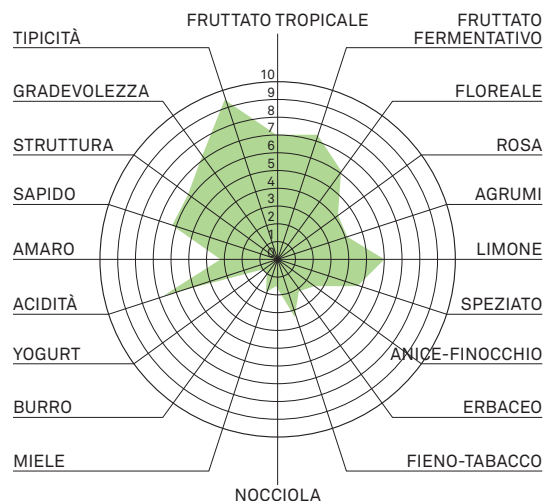 FRUTTATO TROPICALE
FRUTTATO
FERMENTATIVO
TIPICITÀ
GRADEVOLEZZA
FLOREALE
STRUTTURA
ROSA
SAPIDO
AGRUMI
AMARO
LIMONE
ACIDITÀ
SPEZIATO
YOGURT
ANICE-FINOCCHIO
BURRO
ERBACEO
MIELE
FIENO-TABACCO
NOCCIOLA
10
9
8
7
6
5
4
3
2
1
0